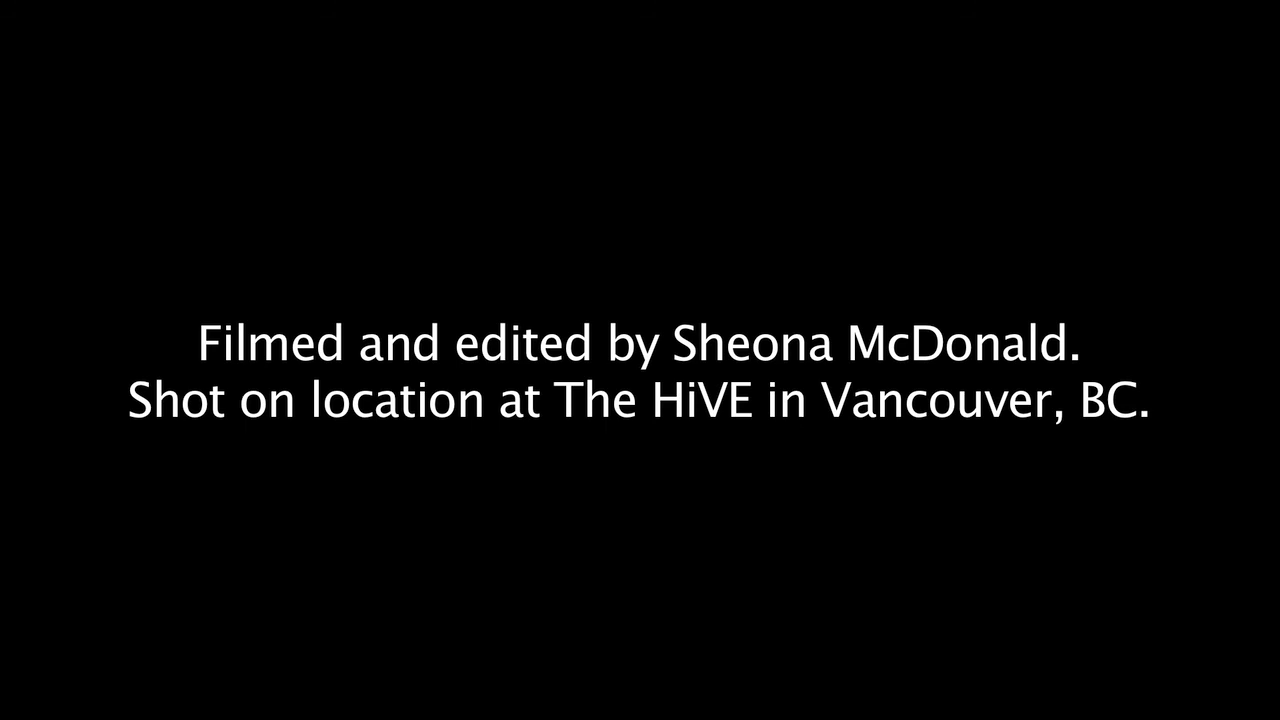 Filmed and edited by Sheona McDonald.
Shot on location at The HiVE in Vancouver, BC.